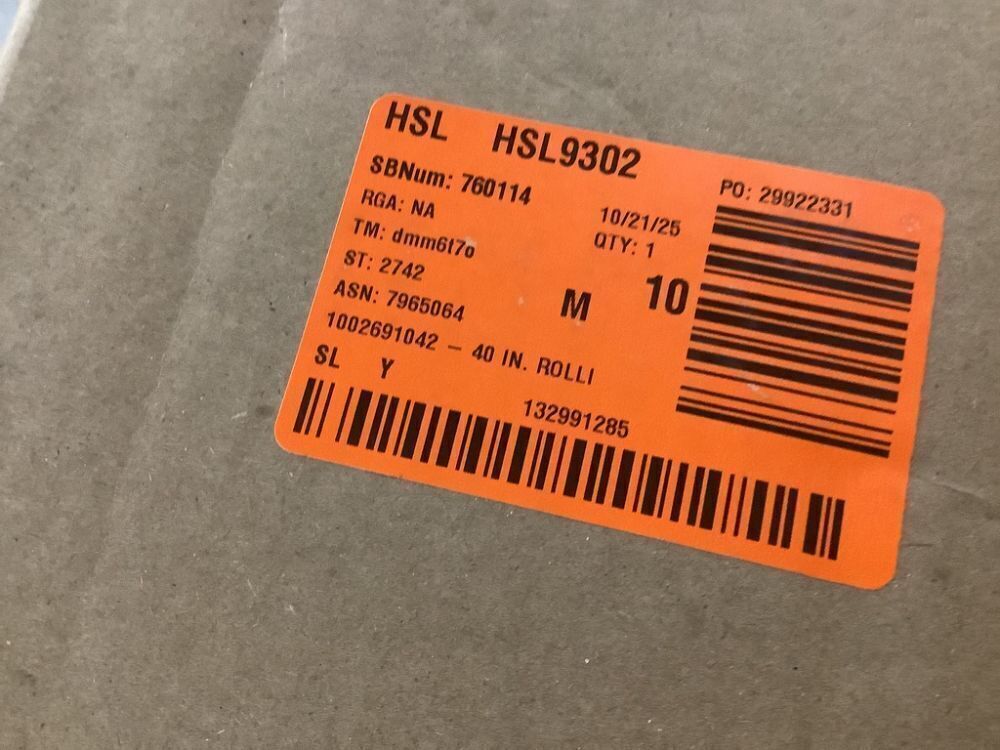 HSL HSL9302
SBNum: 760114
PO: 29922331
RGA: NA
10/21/25
TM: dmm6t7o
QTY: 1
ST: 2742
M 10
ASN: 7965064
1002691042 – 40 IN. ROLLI
SL Y
132991285